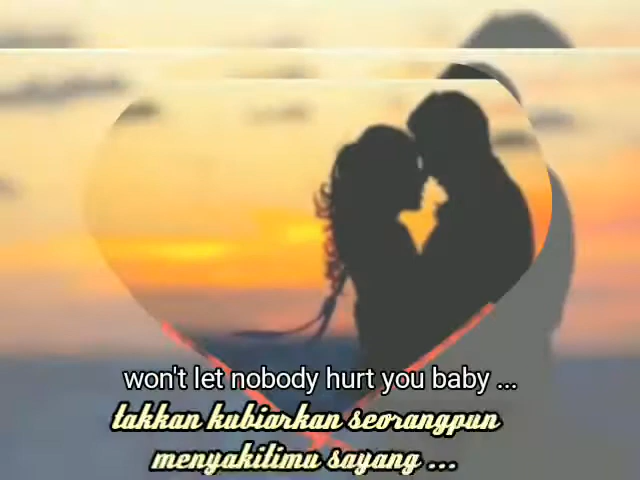 won't let nobody hurt you baby ...
takkan kubiarkan seorangpun
menyakitimu sayang ...